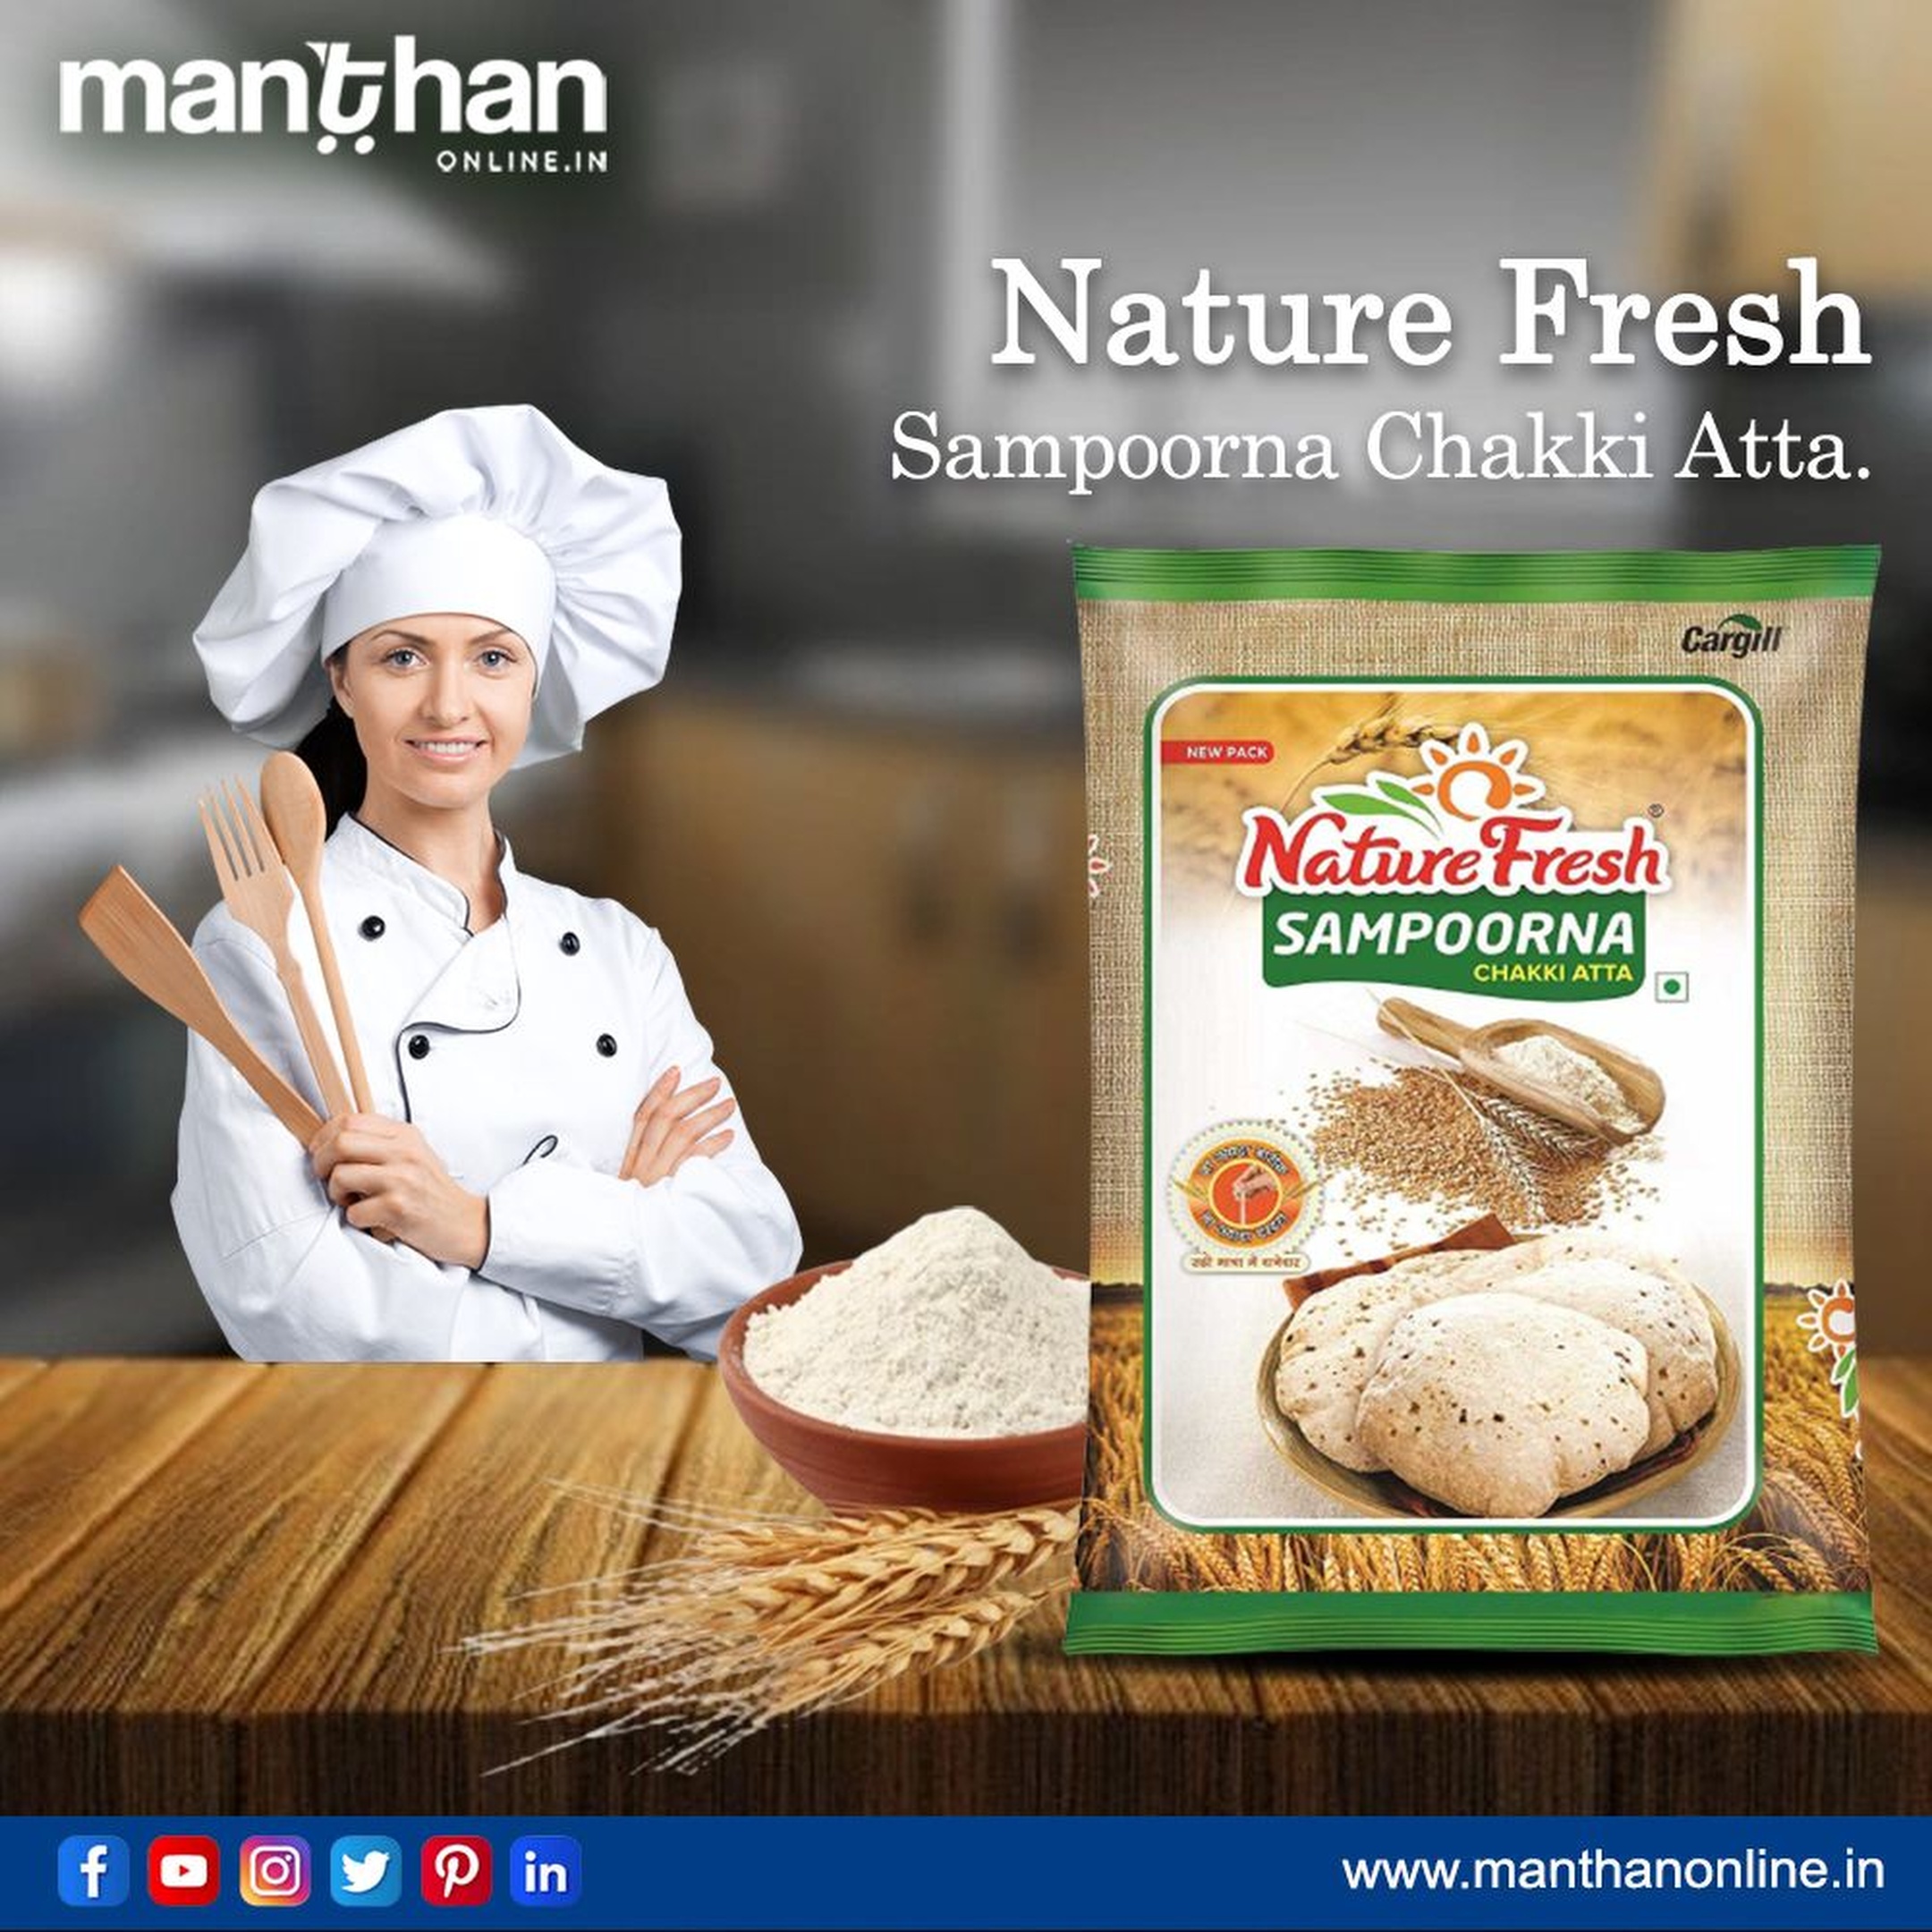 manthan
ONLINE.IN
Nature Fresh
Sampoorna Chakki Atta.
Cargill
NEW PACK
Nature Fresh®
SAMPOORNA
CHAKKI ATTA
www.manthanonline.in